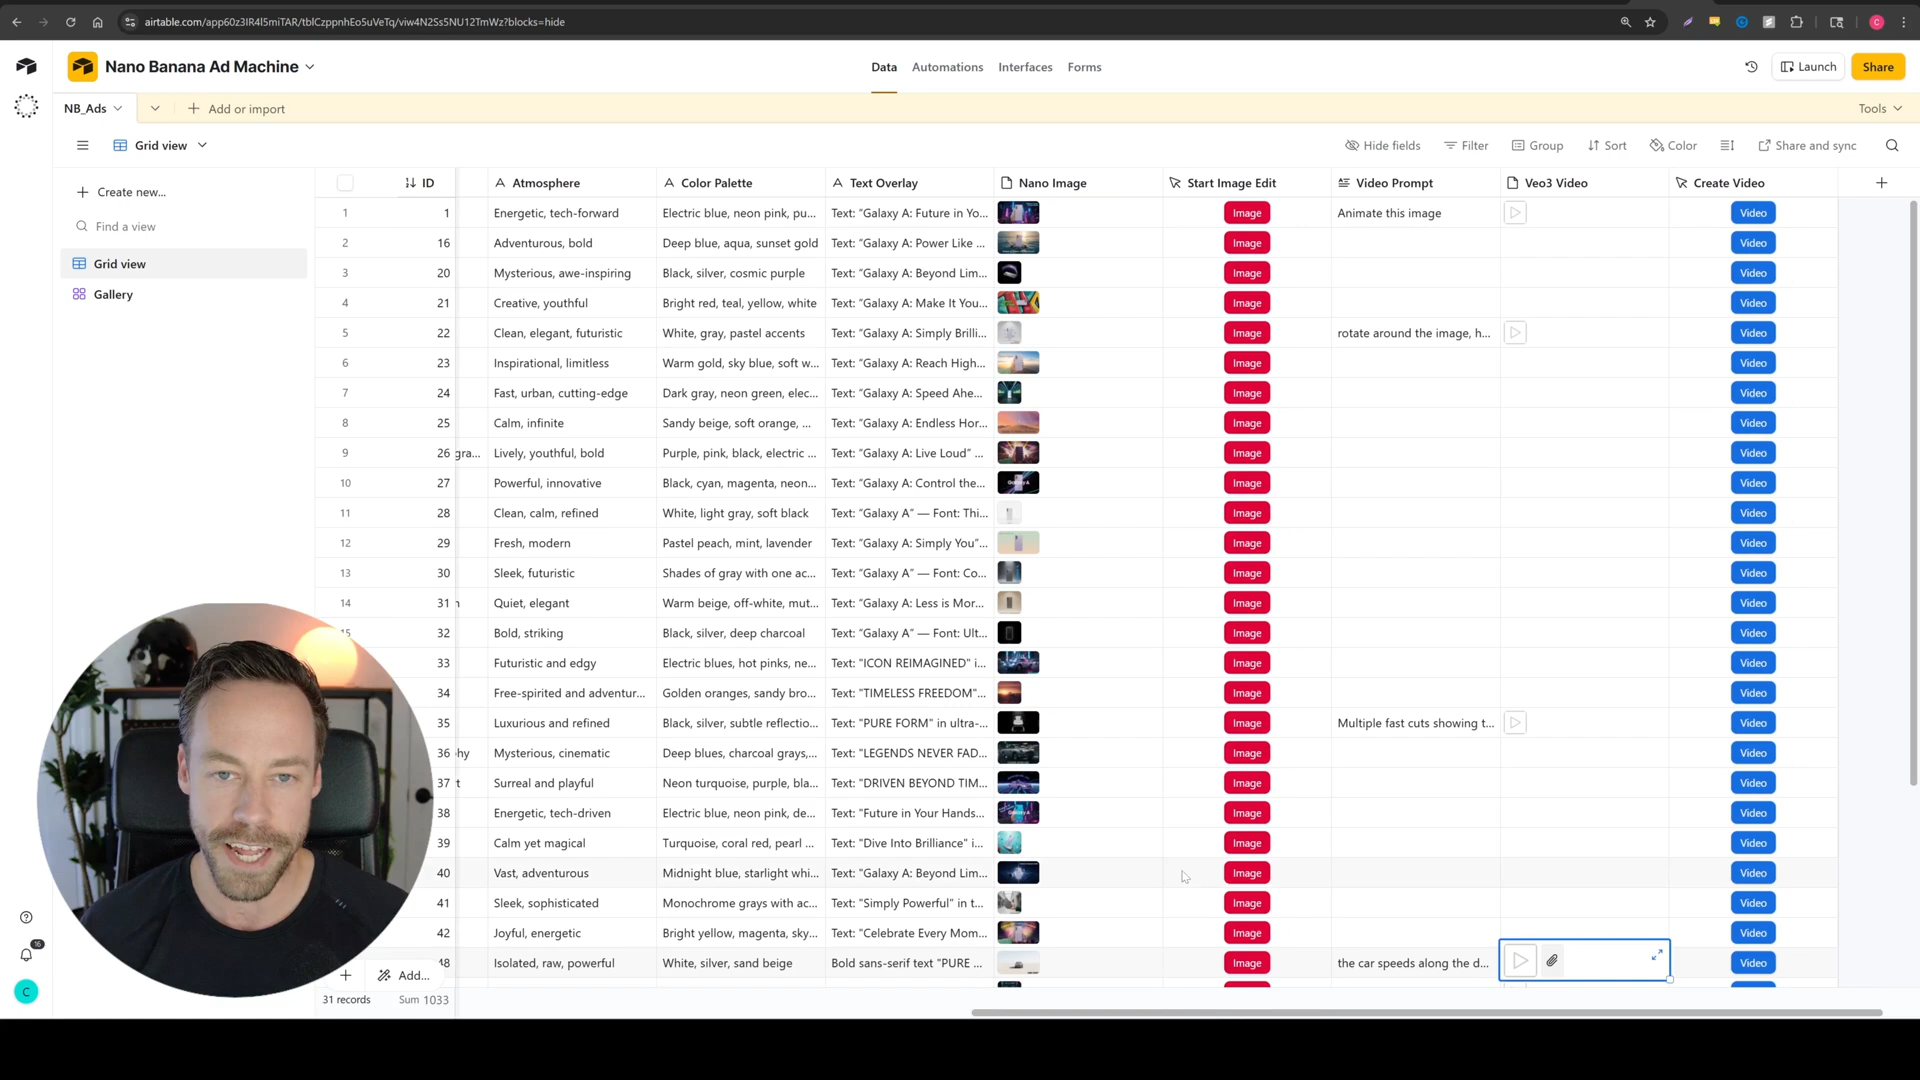 airtable.com/app60z3IR4l5miTAR/tblCzppnhEo5uVeTq/viw4N2Ss5NU12TmWz?blocks=hide
C
Nano Banana Ad Machine
Data Automations Interfaces Forms
Launch
Share
NB_Ads
Add or import
Tools
Grid view
Hide fields Filter Group Sort Color Share and sync
Create new...
Find a view
Grid view
Gallery
ID Atmosphere Color Palette Text Overlay Nano Image Start Image Edit Video Prompt Veo3 Video Create Video
1 1 Energetic, tech-forward Electric blue, neon pink, pu... Text: “Galaxy A: Future in Yo... Image Animate this image Video
2 16 Adventurous, bold Deep blue, aqua, sunset gold Text: “Galaxy A: Power Like ... Image Video
3 20 Mysterious, awe-inspiring Black, silver, cosmic purple Text: “Galaxy A: Beyond Lim... Image Video
4 21 Creative, youthful Bright red, teal, yellow, white Text: “Galaxy A: Make It You... Image Video
5 22 Clean, elegant, futuristic White, gray, pastel accents Text: “Galaxy A: Simply Brilli... Image rotate around the image, h... Video
6 23 Inspirational, limitless Warm gold, sky blue, soft w... Text: “Galaxy A: Reach High... Image Video
7 24 Fast, urban, cutting-edge Dark gray, neon green, elec... Text: “Galaxy A: Speed Ahe... Image Video
8 25 Calm, infinite Sandy beige, soft orange, ... Text: “Galaxy A: Endless Hor... Image Video
9 26 gra... Lively, youthful, bold Purple, pink, black, electric ... Text: “Galaxy A: Live Loud” ... Image Video
10 27 Powerful, innovative Black, cyan, magenta, neon... Text: “Galaxy A: Control the... Galaxy A Image Video
11 28 Clean, calm, refined White, light gray, soft black Text: “Galaxy A” — Font: Thi... Image Video
12 29 Fresh, modern Pastel peach, mint, lavender Text: “Galaxy A: Simply You”... Image Video
13 30 Sleek, futuristic Shades of gray with one ac... Text: “Galaxy A” — Font: Co... Image Video
14 31 Quiet, elegant Warm beige, off-white, mut... Text: “Galaxy A: Less is Mor... Image Video
15 32 Bold, striking Black, silver, deep charcoal Text: “Galaxy A” — Font: Ult... Image Video
33 Futuristic and edgy Electric blues, hot pinks, ne... Text: "ICON REIMAGINED" i... Image Video
34 Free-spirited and adventur... Golden oranges, sandy bro... Text: "TIMELESS FREEDOM"... Image Video
35 Luxurious and refined Black, silver, subtle reflectio... Text: "PURE FORM" in ultra-... Image Multiple fast cuts showing t... Video
36 hy Mysterious, cinematic Deep blues, charcoal grays,... Text: "LEGENDS NEVER FAD... Image Video
37 t Surreal and playful Neon turquoise, purple, bla... Text: "DRIVEN BEYOND TIM... Image Video
38 Energetic, tech-driven Electric blue, neon pink, de... Text: "Future in Your Hands... Image Video
39 Calm yet magical Turquoise, coral red, pearl ... Text: "Dive Into Brilliance" i... Image Video
40 Vast, adventurous Midnight blue, starlight whi... Text: "Galaxy A: Beyond Lim... Image Video
41 Sleek, sophisticated Monochrome grays with ac... Text: "Simply Powerful" in t... Image Video
42 Joyful, energetic Bright yellow, magenta, sky... Text: "Celebrate Every Mom... Image Video
48 Isolated, raw, powerful White, silver, sand beige Bold sans-serif text "PURE ... Image the car speeds along the d... Video
Add...
31 records Sum 1033
16
C